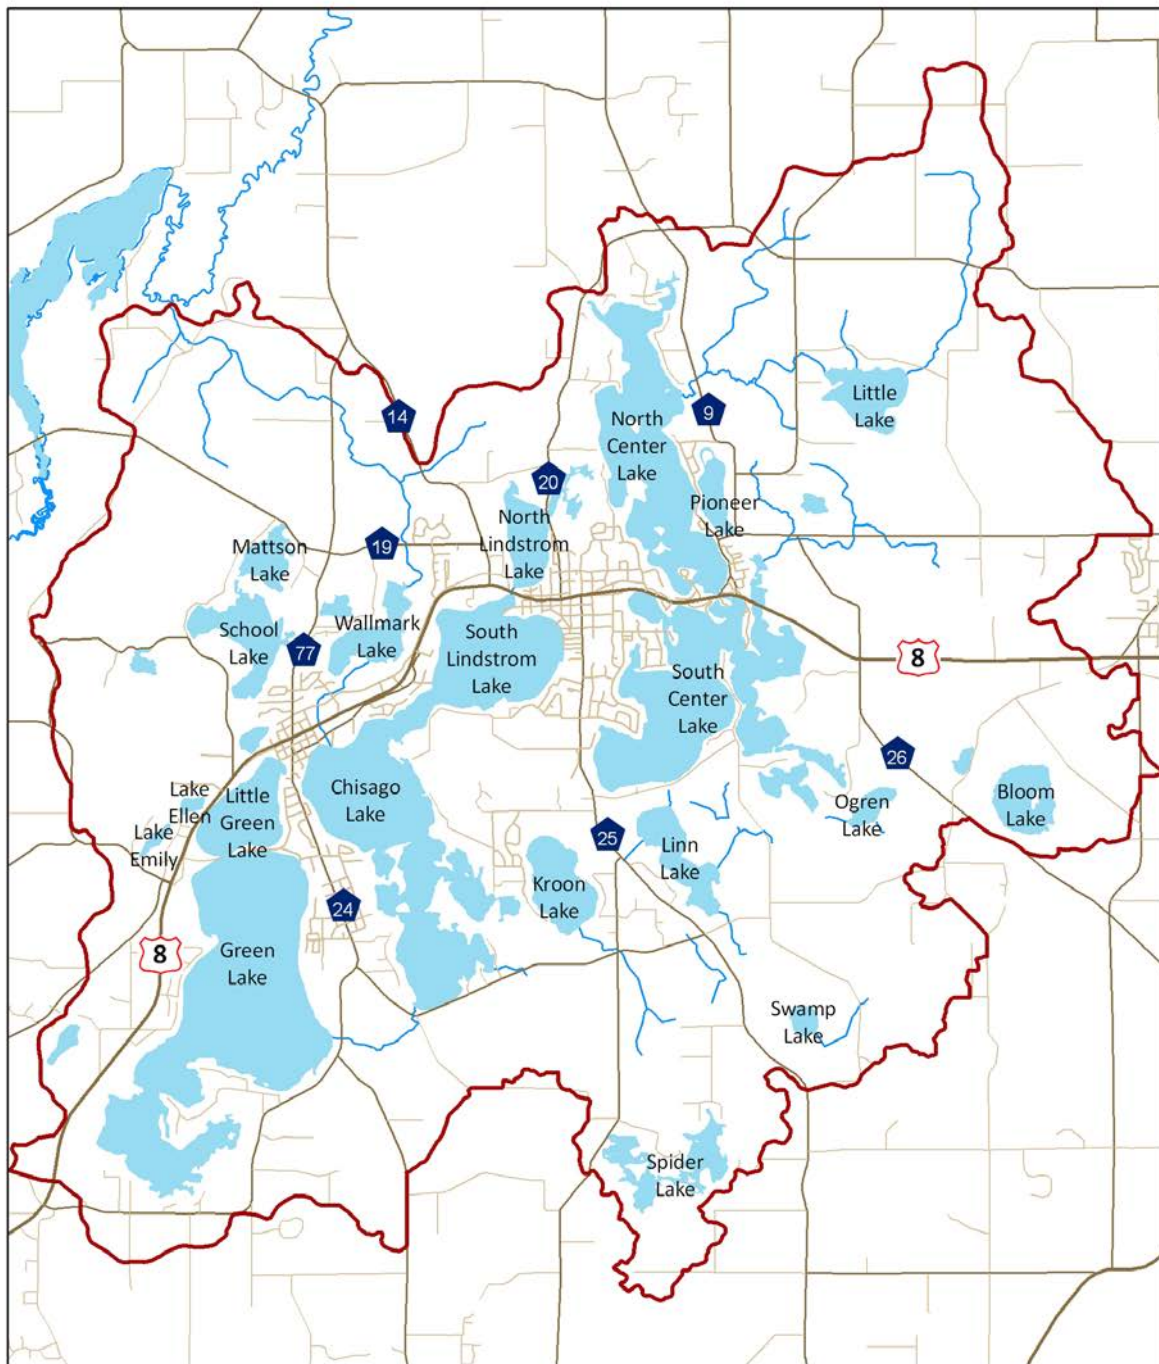 Little
Lake
14
9
North
Center
Lake
20
Pioneer
Lake
North
Lindstrom
Lake
19
Mattson
Lake
School
Lake
77
Wallmark
Lake
South
Lindstrom
Lake
8
South
Center
Lake
26
Lake
Ellen
Little
Green
Lake
Chisago
Lake
Ogren
Lake
Bloom
Lake
Lake
Emily
25
Linn
Lake
Kroon
Lake
24
8
Green
Lake
Swamp
Lake
Spider
Lake